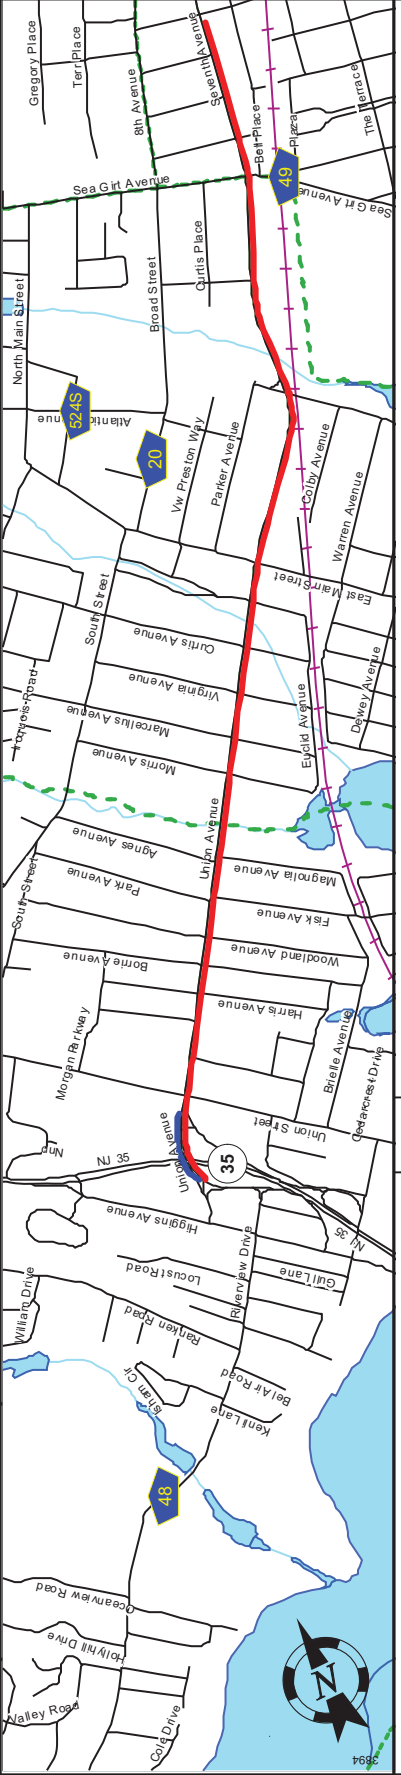 Gregory Place
Terri Place
8th Avenue
Seventh Avenue
Bell Place
Plaza
The Terrace
Sea Girt Avenue
49
Sea Girt Avenue
North Main Street
Broad Street
Curtis Place
524S
Atlantic Avenue
20
Vw Preston Way
Parker Avenue
Colby Avenue
Warren Avenue
East Main Street
South Street
Curtis Avenue
Virginia Avenue
Iroquois Road
Marcellus Avenue
Morris Avenue
Euclid Avenue
Dewey Avenue
Union Avenue
Agnes Avenue
Park Avenue
Magnolia Avenue
South Street
Fisk Avenue
Borrie Avenue
Woodland Avenue
Harris Avenue
Morgan Parkway
Brielle Avenue
Cedarcrest Drive
Union Avenue
Union Street
Dun
NJ 35
35
NJ 35
Higgins Avenue
Locust Road
Riverview Drive
Gull Lane
William Drive
Ranken Road
Isham Cir
Bel Air Road
Kenil Lane
48
Oceanview Road
Hollyhill Drive
Valley Road
Cole Drive
N
3894